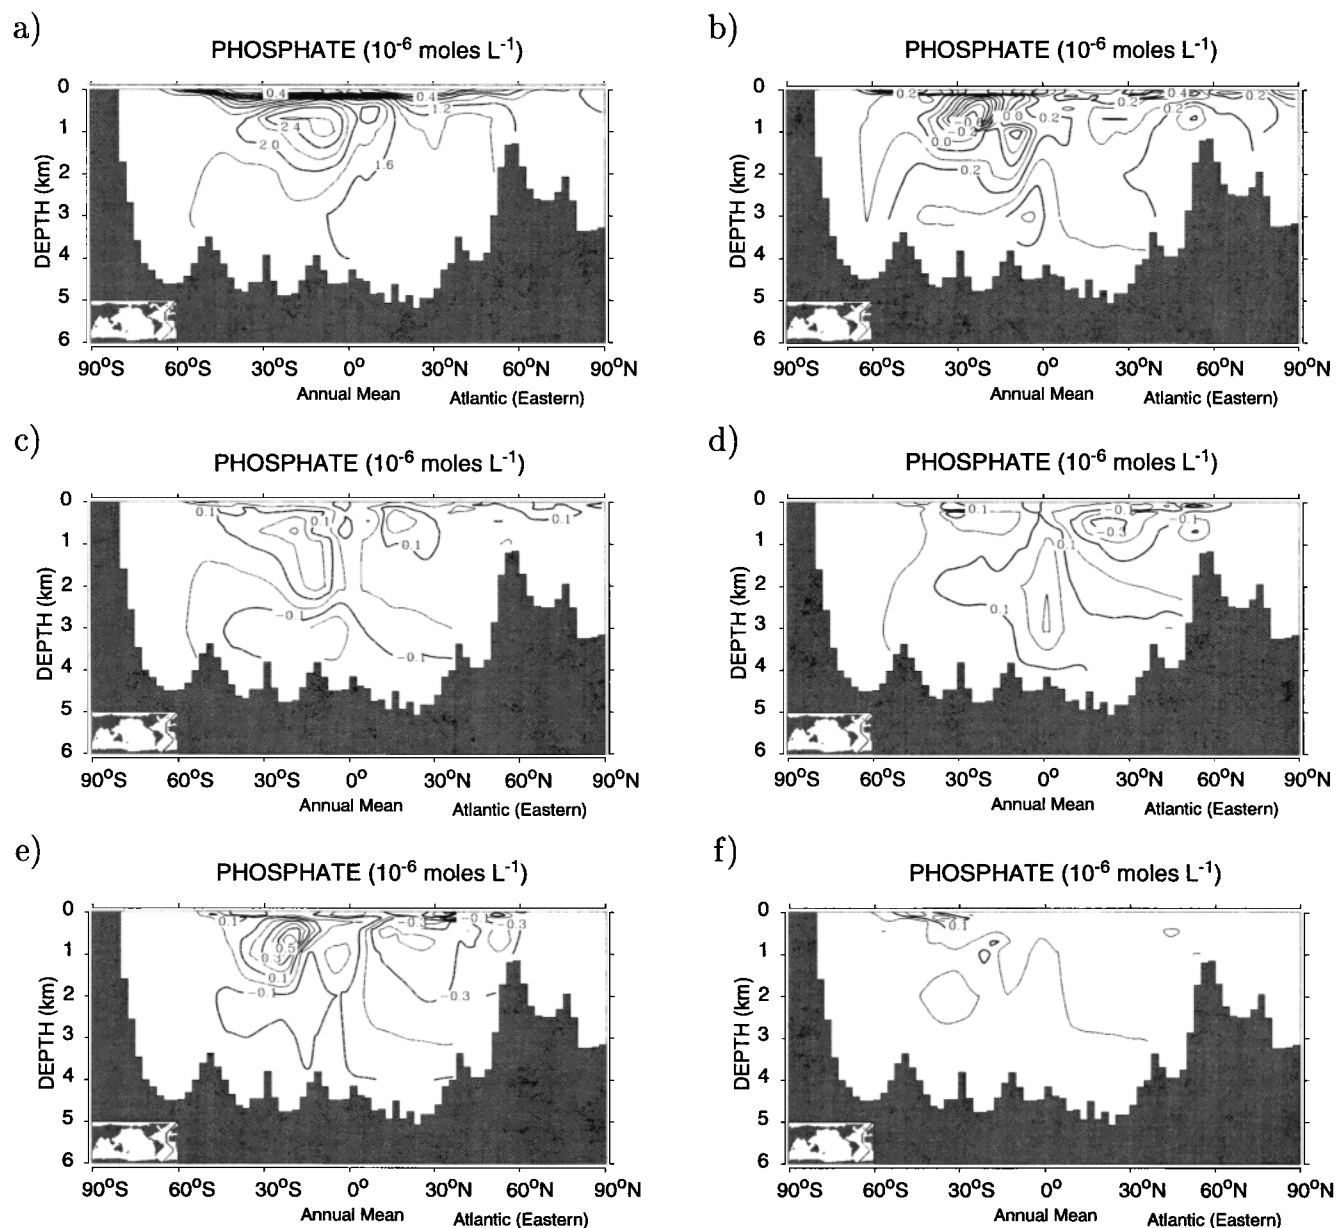 a)
PHOSPHATE (10⁻⁶ moles L⁻¹)
0.4 0.4
1.2
2.4
2.0
1.6
0
1
2
3
4
5
6
DEPTH (km)
90°S 60°S 30°S 0° 30°N 60°N 90°N
Annual Mean Atlantic (Eastern)
b)
PHOSPHATE (10⁻⁶ moles L⁻¹)
0.2 0.2 0.4 0.2
0.0 0.2 0.2 0.2
-0.2
0.0
0.2
0
1
2
3
4
5
6
DEPTH (km)
90°S 60°S 30°S 0° 30°N 60°N 90°N
Annual Mean Atlantic (Eastern)
c)
PHOSPHATE (10⁻⁶ moles L⁻¹)
0.1 0.1 0.1
0.1
-0.1
-0.1
0
1
2
3
4
5
6
DEPTH (km)
90°S 60°S 30°S 0° 30°N 60°N 90°N
Annual Mean Atlantic (Eastern)
d)
PHOSPHATE (10⁻⁶ moles L⁻¹)
0.1 -0.1 -0.1
-0.3
0.1
0.1
0
1
2
3
4
5
6
DEPTH (km)
90°S 60°S 30°S 0° 30°N 60°N 90°N
Annual Mean Atlantic (Eastern)
e)
PHOSPHATE (10⁻⁶ moles L⁻¹)
0.1 -0.1 -0.3
0.5
0.3
0.1
-0.1 -0.3
0
1
2
3
4
5
6
DEPTH (km)
90°S 60°S 30°S 0° 30°N 60°N 90°N
Annual Mean Atlantic (Eastern)
f)
PHOSPHATE (10⁻⁶ moles L⁻¹)
0.1
0
1
2
3
4
5
6
DEPTH (km)
90°S 60°S 30°S 0° 30°N 60°N 90°N
Annual Mean Atlantic (Eastern)